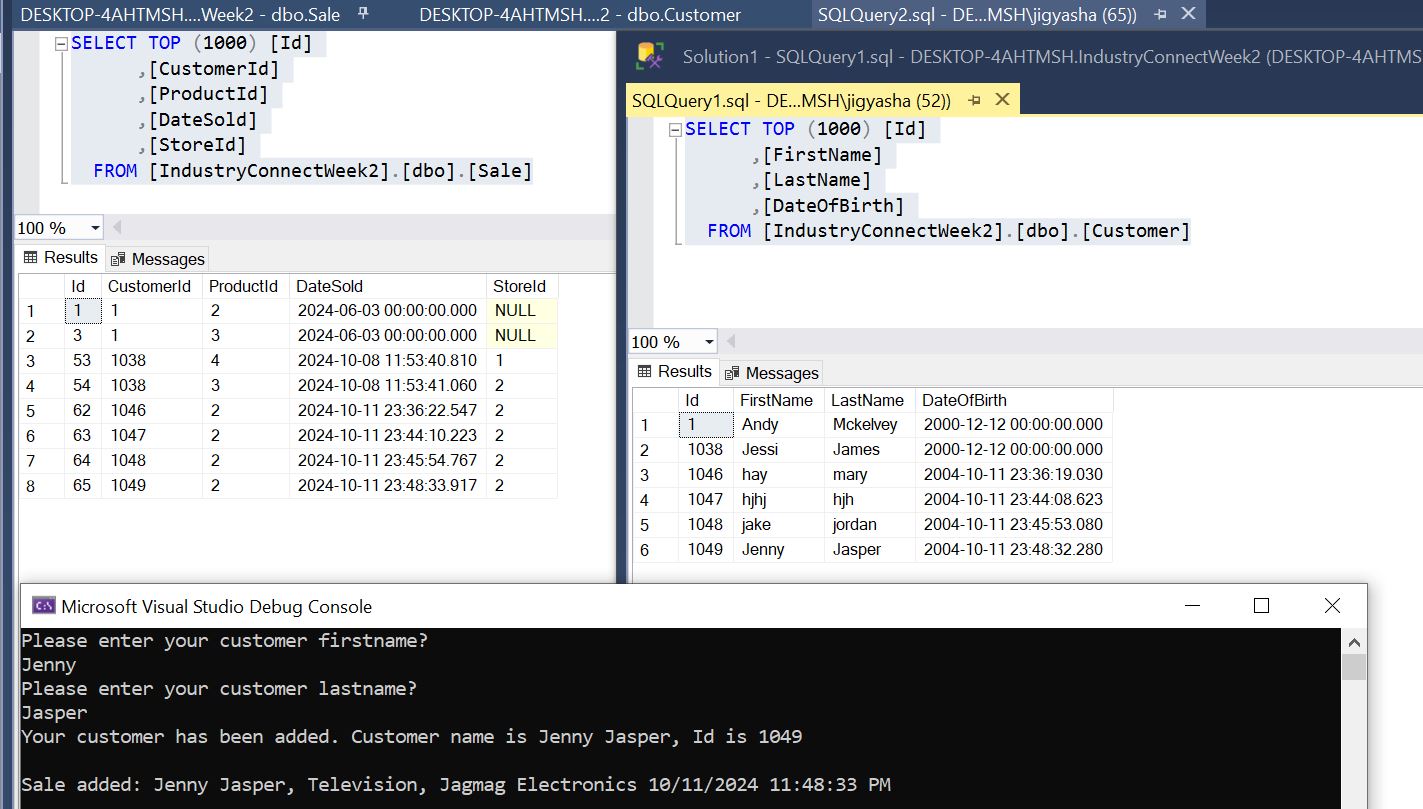 DESKTOP-4AHTMSH....Week2 - dbo.Sale
DESKTOP-4AHTMSH....2 - dbo.Customer
SQLQuery2.sql - DE...MSH\jigyasha (65))
SELECT TOP (1000) [Id]
,[CustomerId]
,[ProductId]
,[DateSold]
,[StoreId]
FROM [IndustryConnectWeek2].[dbo].[Sale]
100 %
Results Messages
Id CustomerId ProductId DateSold StoreId
1 1 1 2 2024-06-03 00:00:00.000 NULL
2 3 1 3 2024-06-03 00:00:00.000 NULL
3 53 1038 4 2024-10-08 11:53:40.810 1
4 54 1038 3 2024-10-08 11:53:41.060 2
5 62 1046 2 2024-10-11 23:36:22.547 2
6 63 1047 2 2024-10-11 23:44:10.223 2
7 64 1048 2 2024-10-11 23:45:54.767 2
8 65 1049 2 2024-10-11 23:48:33.917 2
Solution1 - SQLQuery1.sql - DESKTOP-4AHTMSH.IndustryConnectWeek2 (DESKTOP-4AHTMS
SQLQuery1.sql - DE...MSH\jigyasha (52))
SELECT TOP (1000) [Id]
,[FirstName]
,[LastName]
,[DateOfBirth]
FROM [IndustryConnectWeek2].[dbo].[Customer]
100 %
Results Messages
Id FirstName LastName DateOfBirth
1 1 Andy Mckelvey 2000-12-12 00:00:00.000
2 1038 Jessi James 2000-12-12 00:00:00.000
3 1046 hay mary 2004-10-11 23:36:19.030
4 1047 hjhj hjh 2004-10-11 23:44:08.623
5 1048 jake jordan 2004-10-11 23:45:53.080
6 1049 Jenny Jasper 2004-10-11 23:48:32.280
C:\ Microsoft Visual Studio Debug Console
Please enter your customer firstname?
Jenny
Please enter your customer lastname?
Jasper
Your customer has been added. Customer name is Jenny Jasper, Id is 1049
Sale added: Jenny Jasper, Television, Jagmag Electronics 10/11/2024 11:48:33 PM